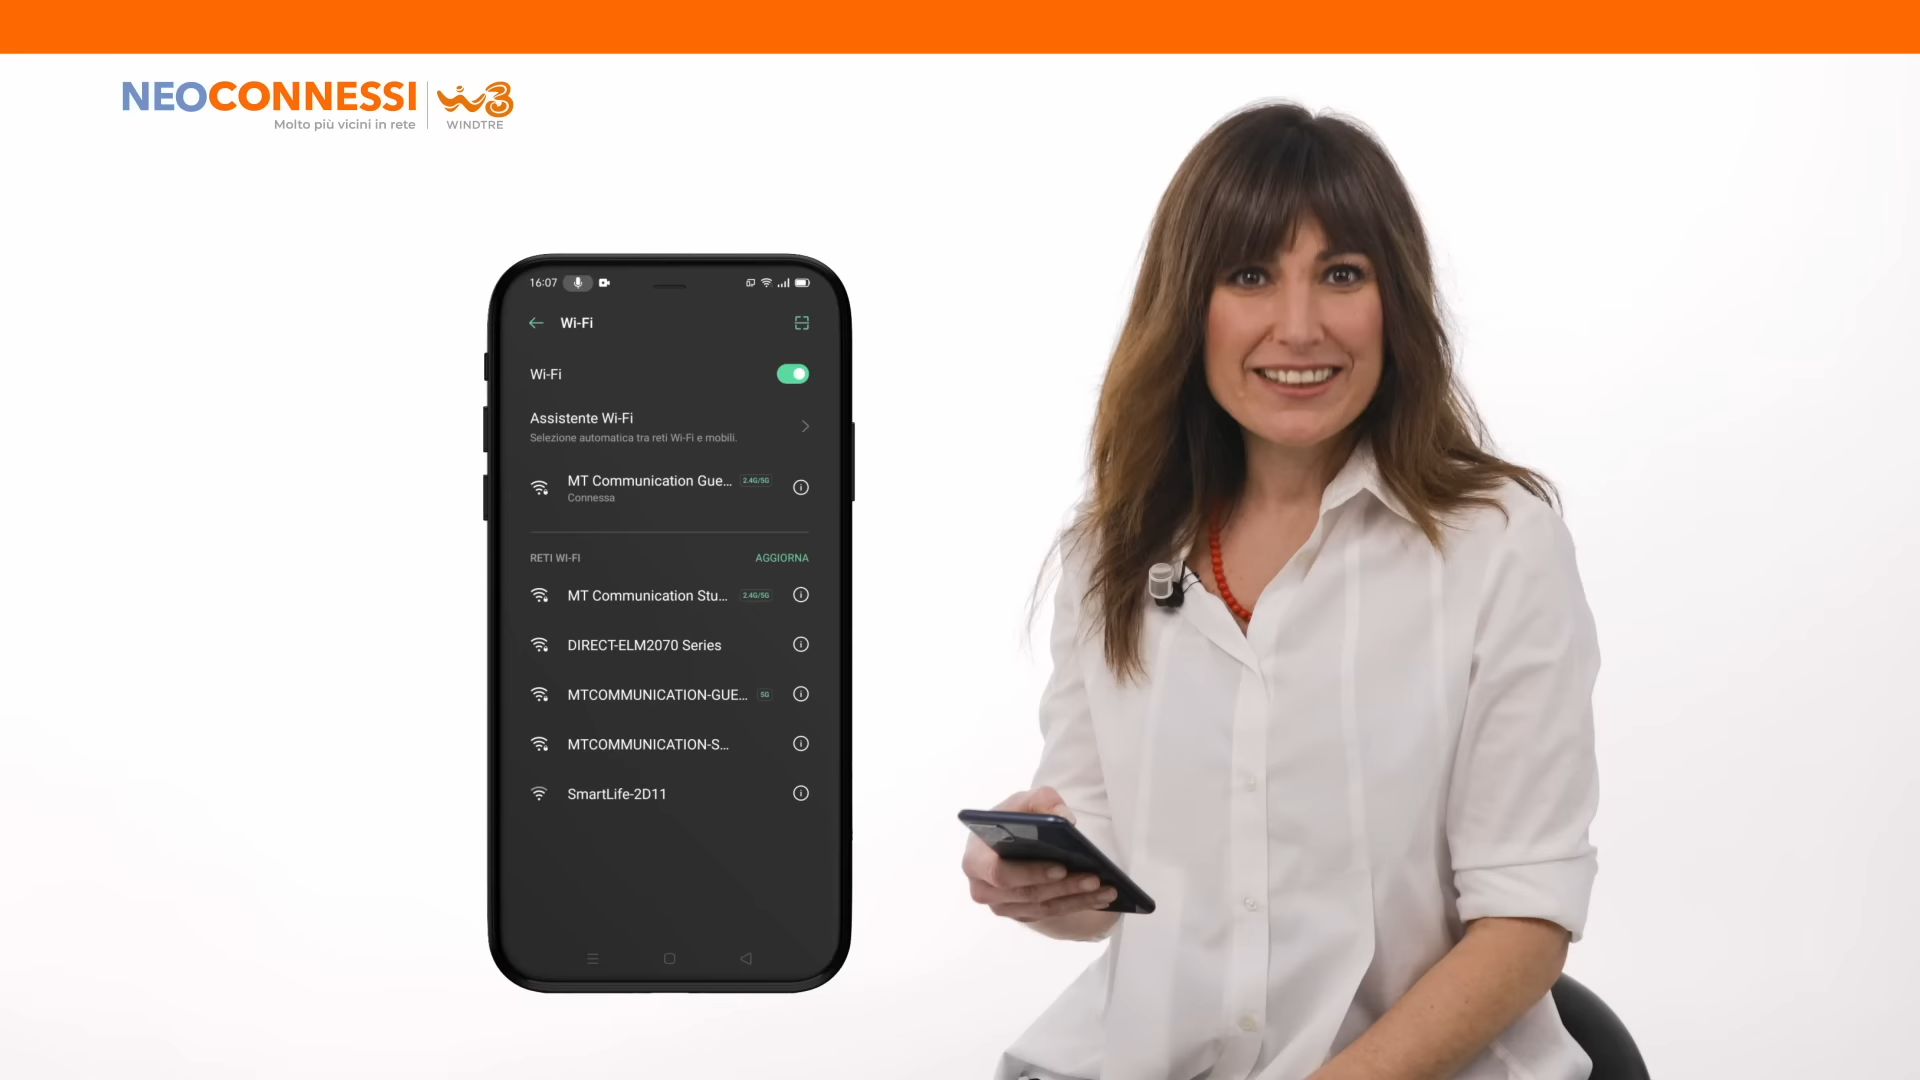 NEOCONNESSI
Molto più vicini in rete
WINDTRE
16:07
Wi-Fi
Wi-Fi
Assistente Wi-Fi
Selezione automatica tra reti Wi-Fi e mobili.
MT Communication Gue... 2.4G/5G
Connessa
RETI WI-FI AGGIORNA
MT Communication Stu... 2.4G/5G
DIRECT-ELM2070 Series
MTCOMMUNICATION-GUE... 5G
MTCOMMUNICATION-S...
SmartLife-2D11